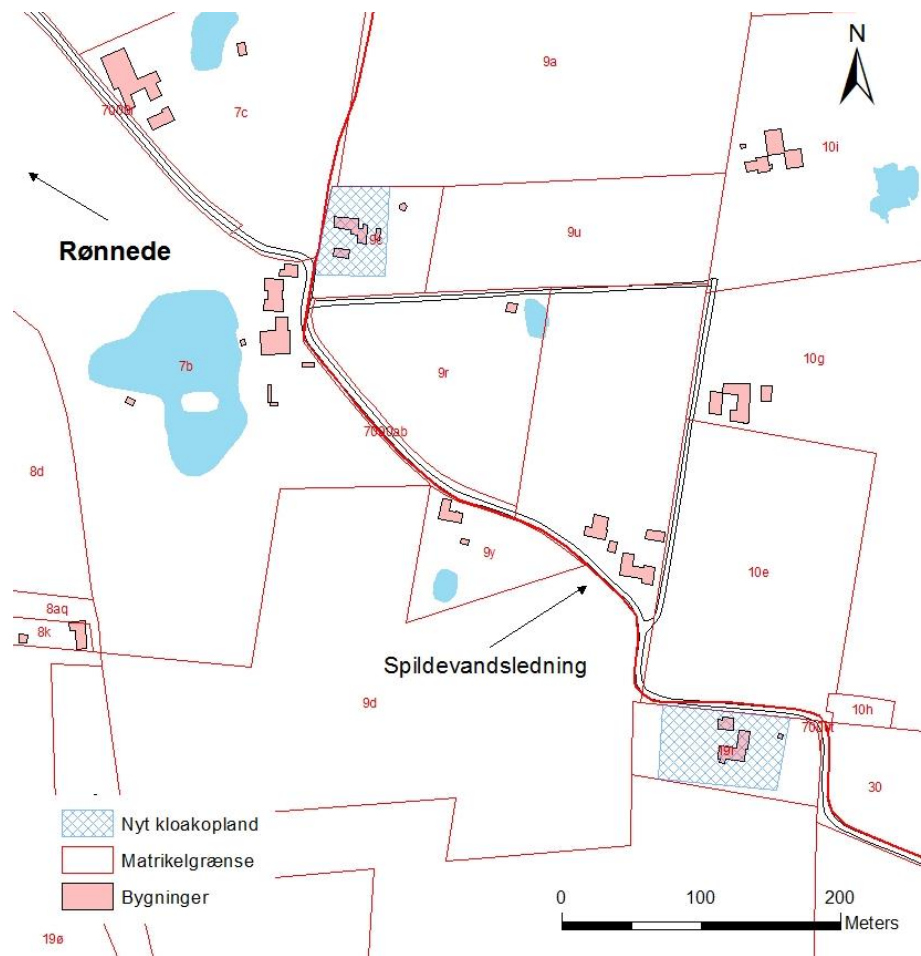 N
9a
7c
10i
Rønnede
9u
7b
9r
10g
8d
9y
10e
8aq
8k
Spildevandsledning
9d
10h
30
Nyt kloakopland
Matrikelgrænse
Bygninger
0 100 200
Meters
19ø